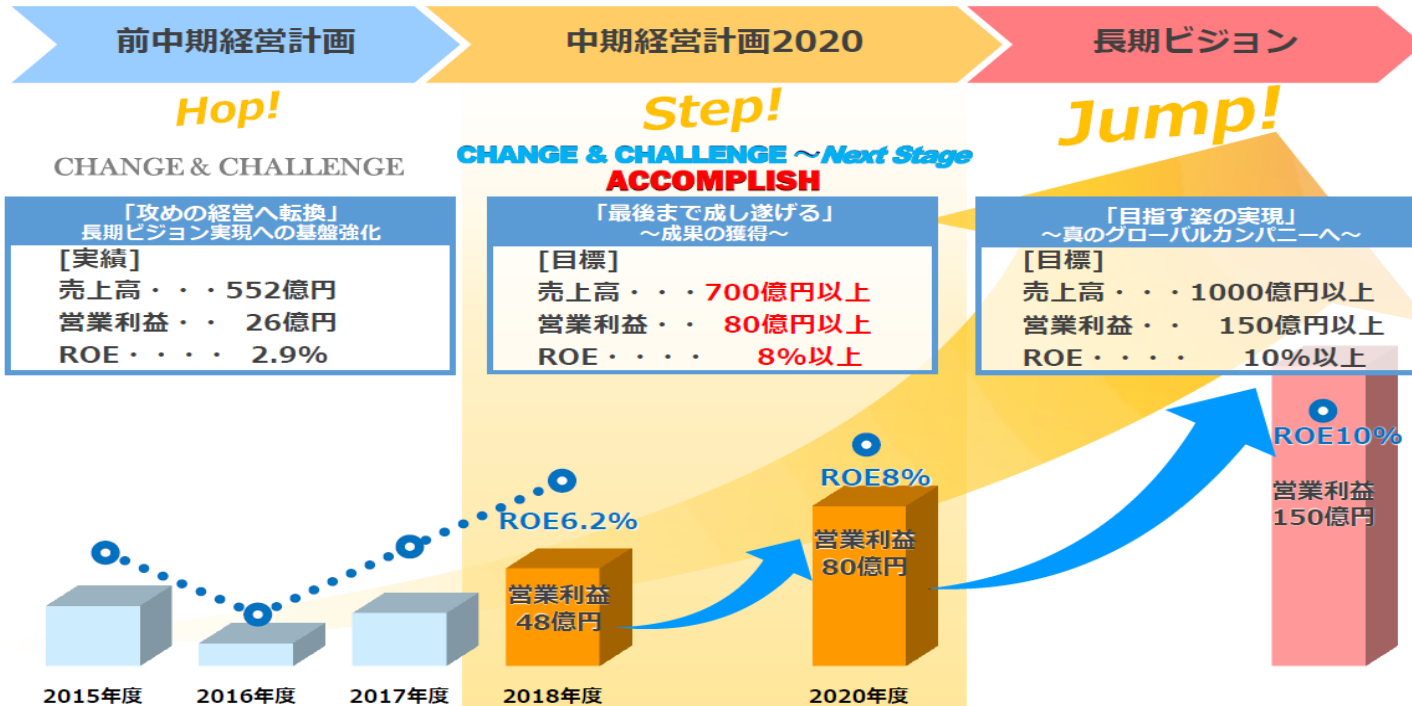 前中期経営計画
中期経営計画2020
長期ビジョン
Hop!
Step!
Jump!
CHANGE & CHALLENGE
CHANGE & CHALLENGE ～Next Stage
ACCOMPLISH
「攻めの経営へ転換」
長期ビジョン実現への基盤強化
[実績]
売上高・・・552億円
営業利益・・ 26億円
ROE・・・・ 2.9%
「最後まで成し遂げる」
～成果の獲得～
[目標]
売上高・・・700億円以上
営業利益・・ 80億円以上
ROE・・・・ 8%以上
「目指す姿の実現」
～真のグローバルカンパニーへ～
[目標]
売上高・・・1000億円以上
営業利益・・ 150億円以上
ROE・・・・ 10%以上
ROE6.2%
営業利益
48億円
ROE8%
営業利益
80億円
ROE10%
営業利益
150億円
2015年度
2016年度
2017年度
2018年度
2020年度